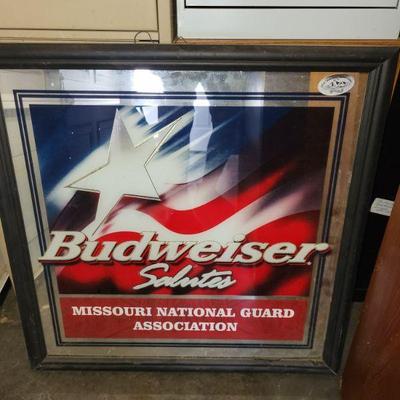 Budweiser
Salutes
MISSOURI NATIONAL GUARD
ASSOCIATION